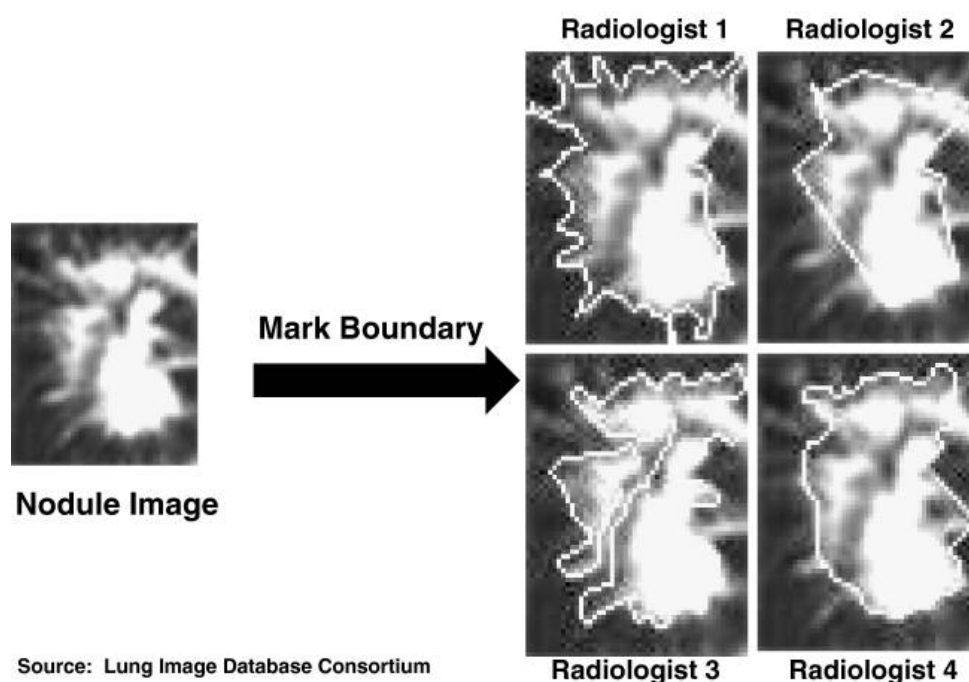 Radiologist 1
Radiologist 2
Mark Boundary
Nodule Image
Radiologist 3
Radiologist 4
Source: Lung Image Database Consortium